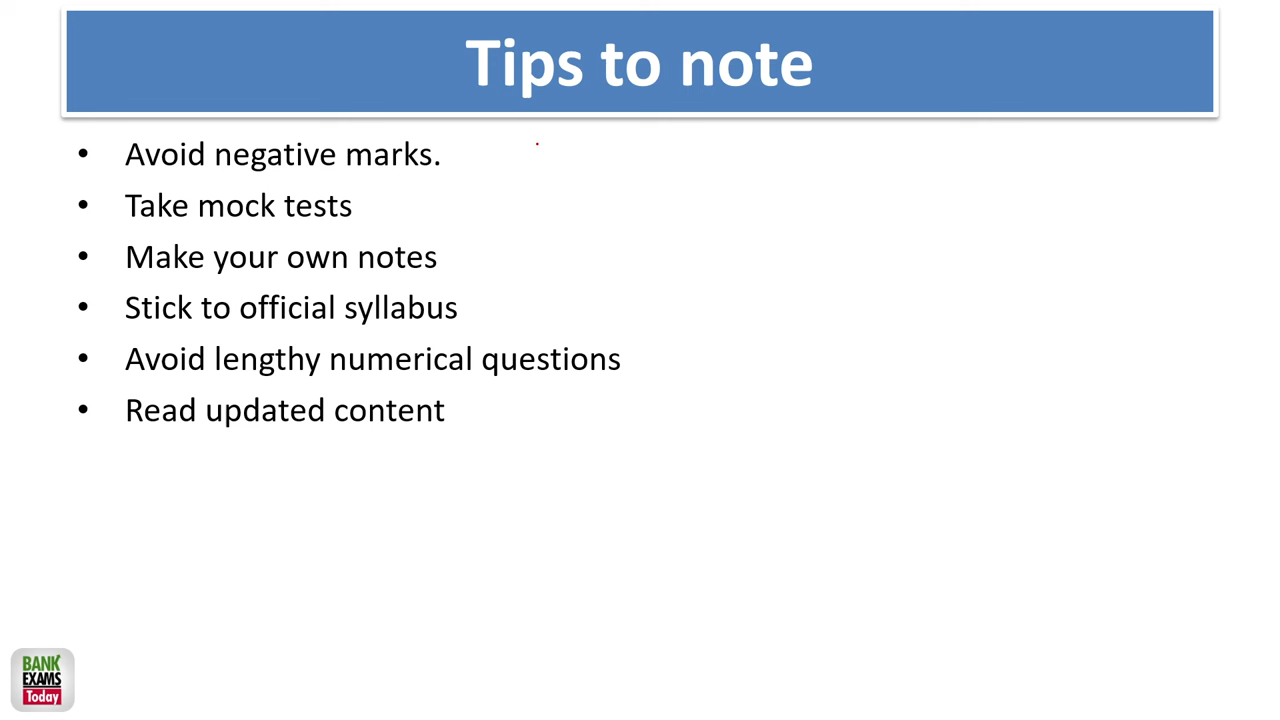 Tips to note
• Avoid negative marks.
• Take mock tests
• Make your own notes
• Stick to official syllabus
• Avoid lengthy numerical questions
• Read updated content
BANK
EXAMS
Today